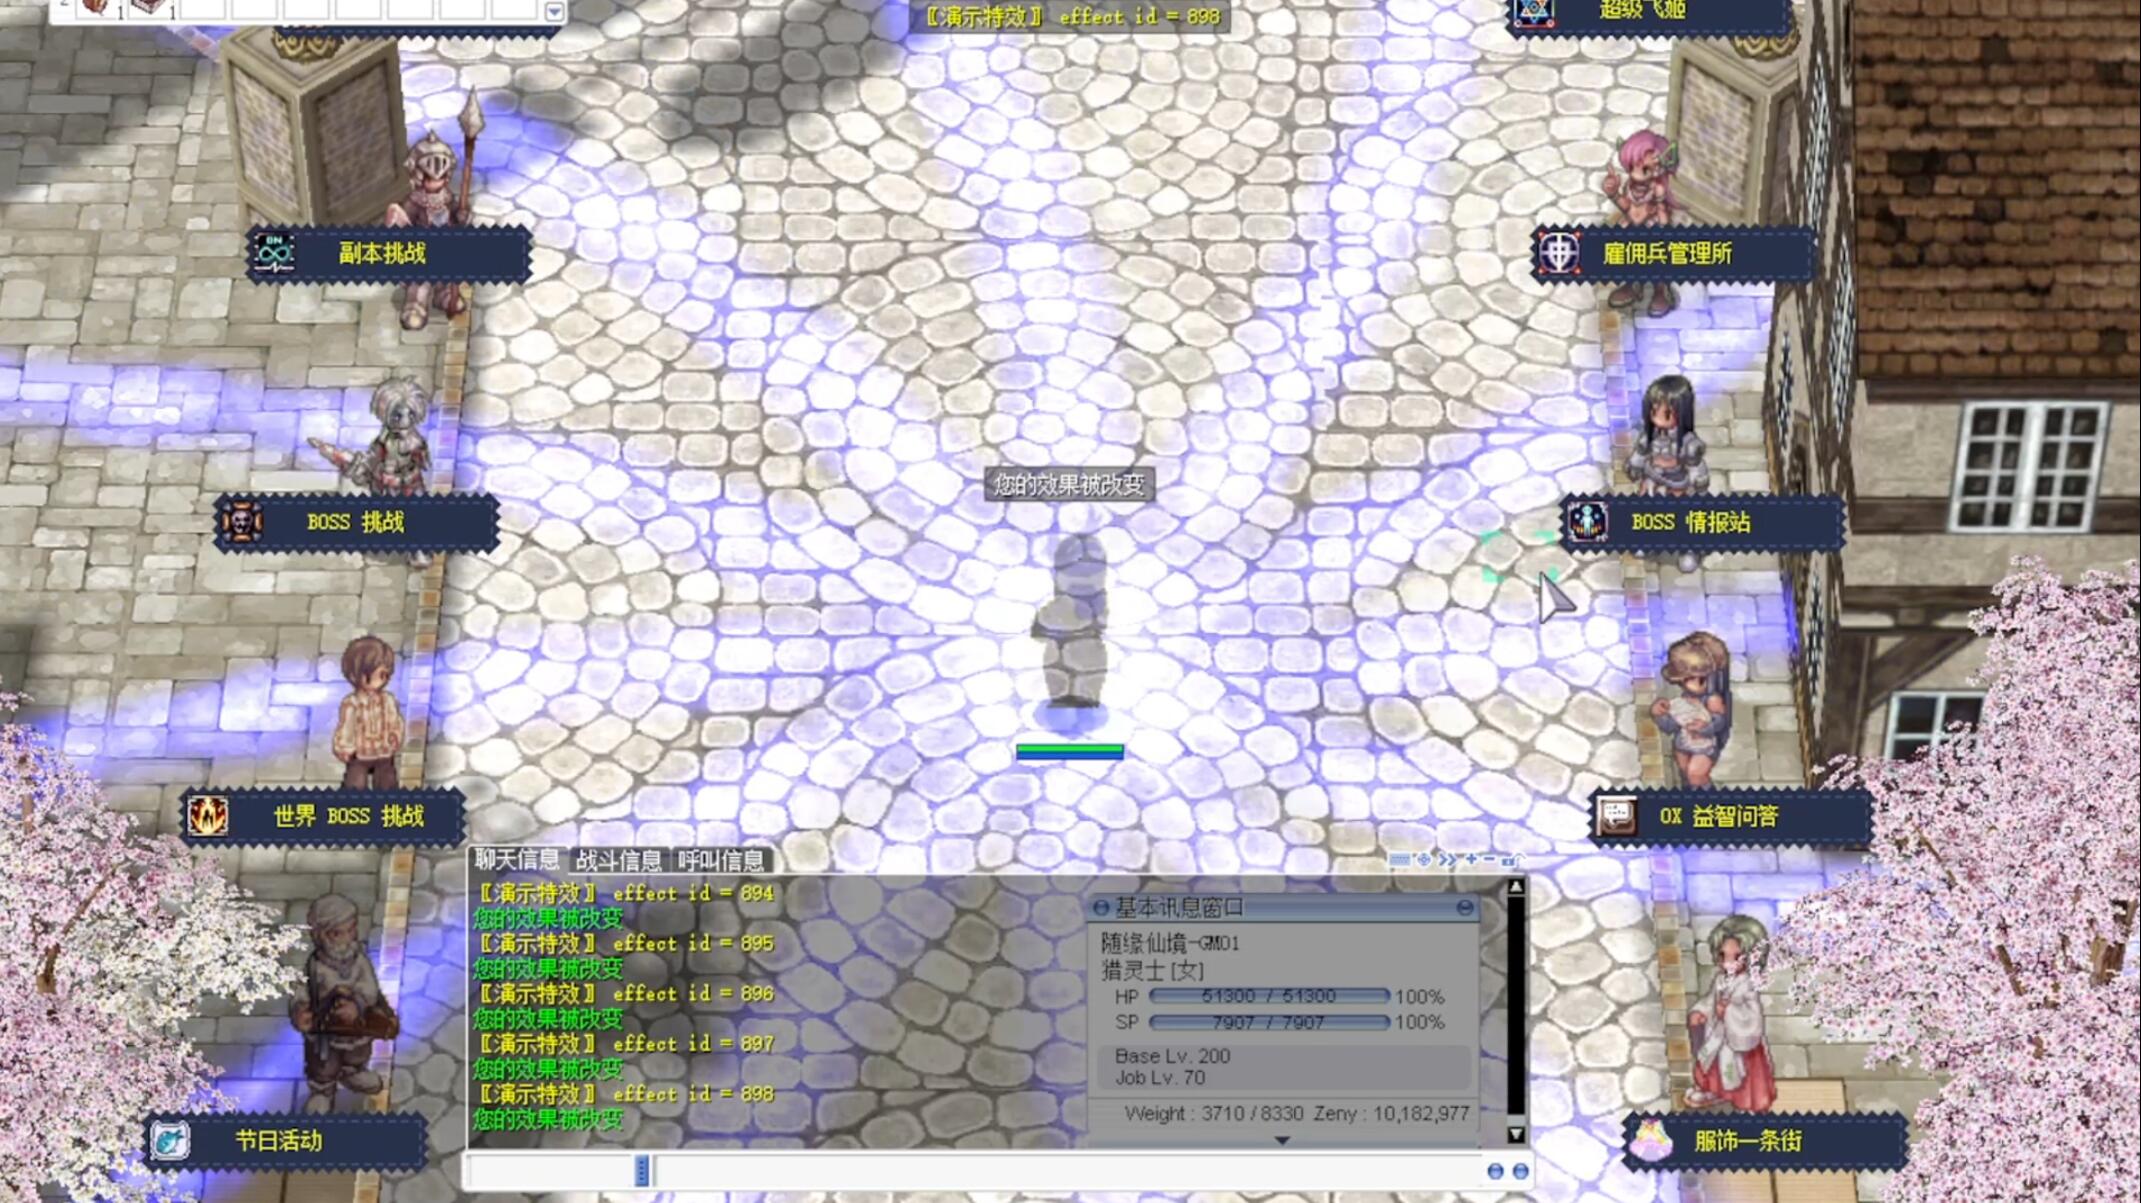 2
1
1
【演示特效】 effect id = 898
超级飞姬
副本挑战
雇佣兵管理所
您的效果被改变
BOSS 挑战
BOSS 情报站
世界 BOSS 挑战
OX 益智问答
聊天信息 战斗信息 呼叫信息
【演示特效】 effect id = 894
您的效果被改变
【演示特效】 effect id = 895
您的效果被改变
【演示特效】 effect id = 896
您的效果被改变
【演示特效】 effect id = 897
您的效果被改变
【演示特效】 effect id = 898
您的效果被改变
基本讯息窗口
随缘仙境-GM01
猎灵士 [女]
HP 51300 / 51300 100%
SP 7907 / 7907 100%
Base Lv. 200
Job Lv. 70
Weight : 3710 / 8330 Zeny : 10,182,977
节日活动
服饰一条街